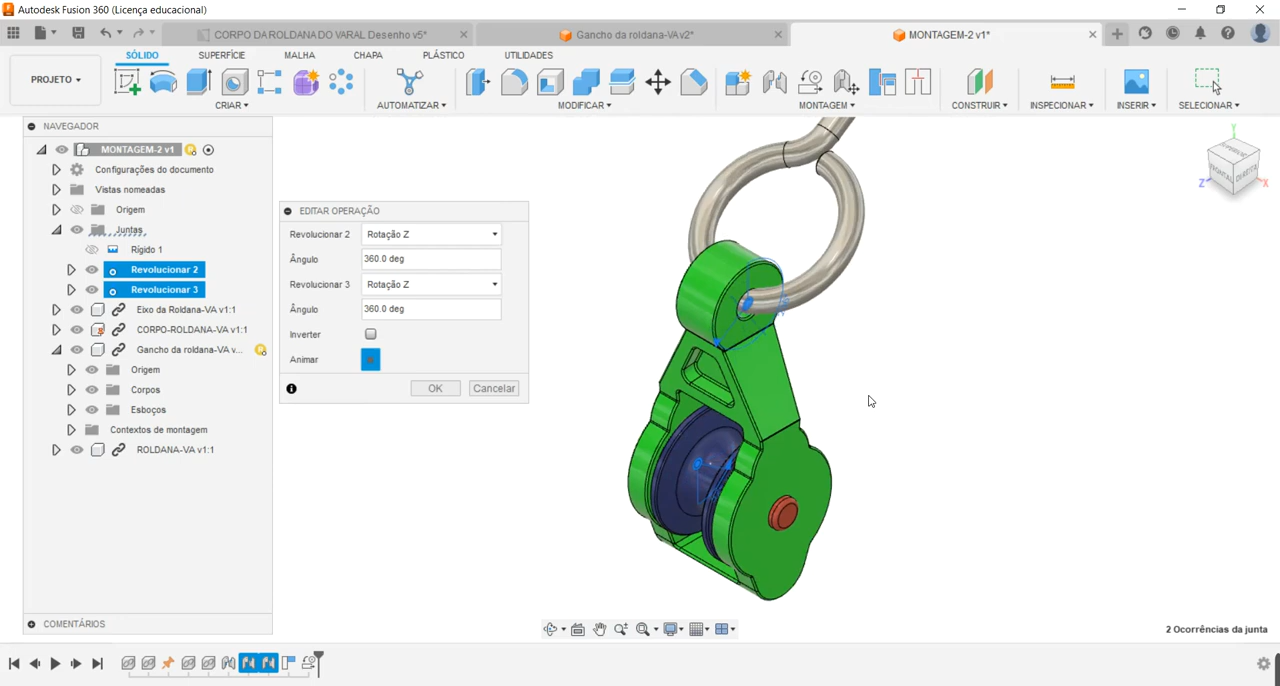 Autodesk Fusion 360 (Licença educacional)
CORPO DA ROLDANA DO VARAL Desenho v5*
Gancho da roldana-VA v2*
MONTAGEM-2 v1*
SÓLIDO SUPERFÍCIE MALHA CHAPA PLÁSTICO UTILIDADES
PROJETO
CRIAR AUTOMATIZAR MODIFICAR MONTAGEM CONSTRUIR INSPECIONAR INSERIR SELECIONAR
NAVEGADOR
MONTAGEM-2 v1
Configurações do documento
Vistas nomeadas
Origem
Juntas
Rígido 1
Revolucionar 2
Revolucionar 3
Eixo da Roldana-VA v1:1
CORPO-ROLDANA-VA v1:1
Gancho da roldana-VA v...
Origem
Corpos
Esboços
Contextos de montagem
ROLDANA-VA v1:1
EDITAR OPERAÇÃO
Revolucionar 2 Rotação Z
Ângulo 360.0 deg
Revolucionar 3 Rotação Z
Ângulo 360.0 deg
Inverter
Animar
OK Cancelar
Y
FRONTAL DIREITA
Z X
COMENTÁRIOS
2 Ocorrências da junta